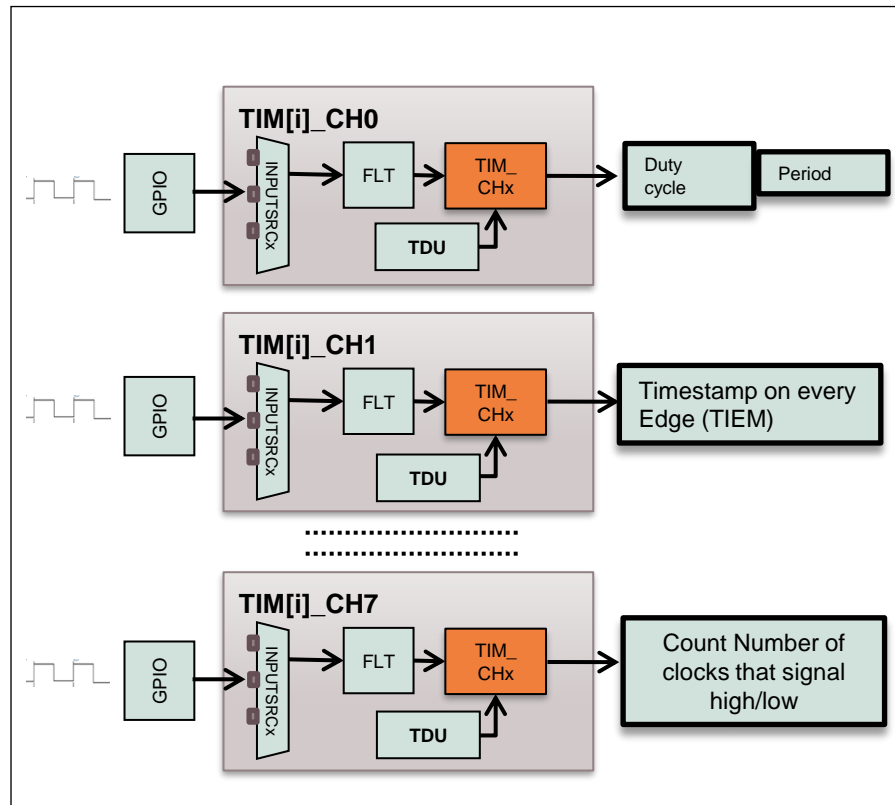 TIM[i]_CH0
GPIO
INPUTSRCx
FLT
TIM_
CHx
TDU
Duty
cycle
Period
TIM[i]_CH1
GPIO
INPUTSRCx
FLT
TIM_
CHx
TDU
Timestamp on every
Edge (TIEM)
TIM[i]_CH7
GPIO
INPUTSRCx
FLT
TIM_
CHx
TDU
Count Number of
clocks that signal
high/low